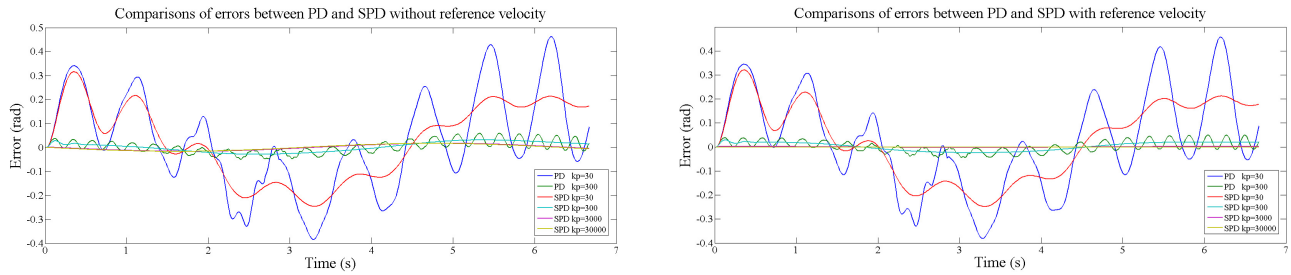 Comparisons of errors between PD and SPD without reference velocity
0.5
0.4
0.3
0.2
0.1
0
-0.1
-0.2
-0.3
-0.4
Error (rad)
0 1 2 3 4 5 6 7
Time (s)
PD kp=30
PD kp=300
SPD kp=30
SPD kp=300
SPD kp=3000
SPD kp=30000
Comparisons of errors between PD and SPD with reference velocity
0.4
0.3
0.2
0.1
0
-0.1
-0.2
-0.3
-0.4
Error (rad)
0 1 2 3 4 5 6 7
Time (s)
PD kp=30
PD kp=300
SPD kp=30
SPD kp=300
SPD kp=3000
SPD kp=30000